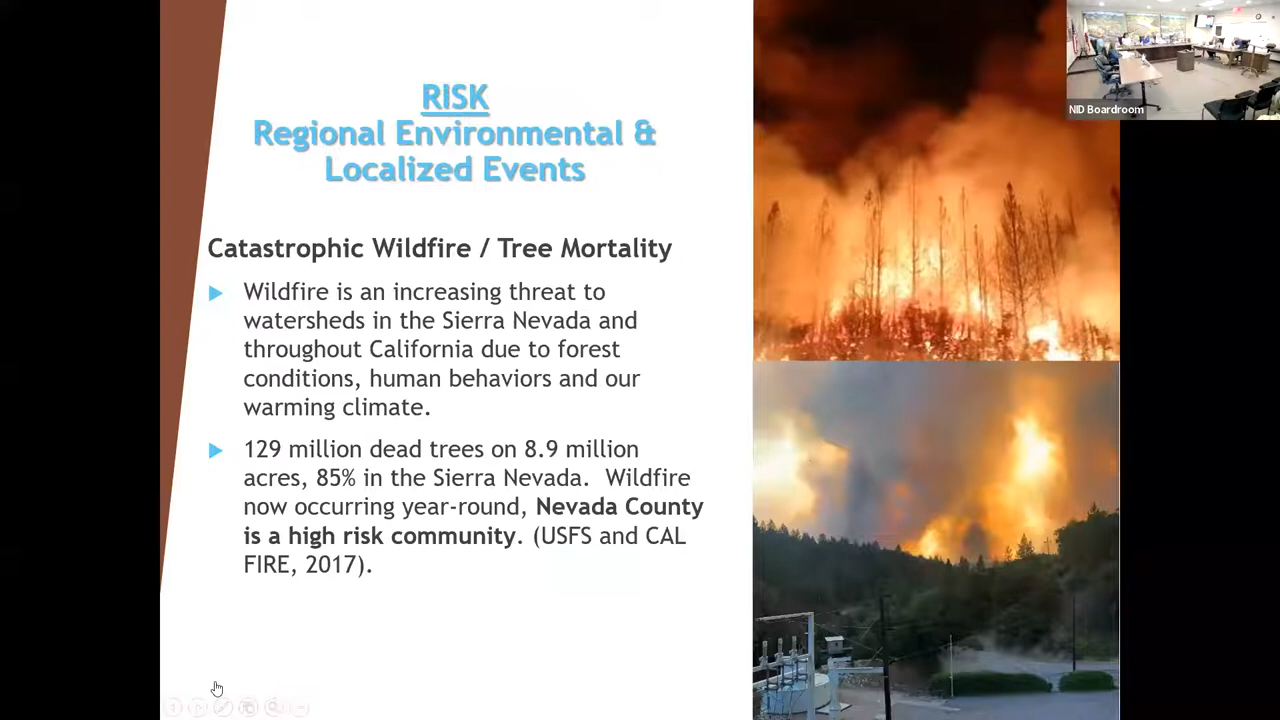 RISK
Regional Environmental &
Localized Events
Catastrophic Wildfire / Tree Mortality
Wildfire is an increasing threat to
watersheds in the Sierra Nevada and
throughout California due to forest
conditions, human behaviors and our
warming climate.
129 million dead trees on 8.9 million
acres, 85% in the Sierra Nevada. Wildfire
now occurring year-round, Nevada County
is a high risk community. (USFS and CAL
FIRE, 2017).
NID Boardroom